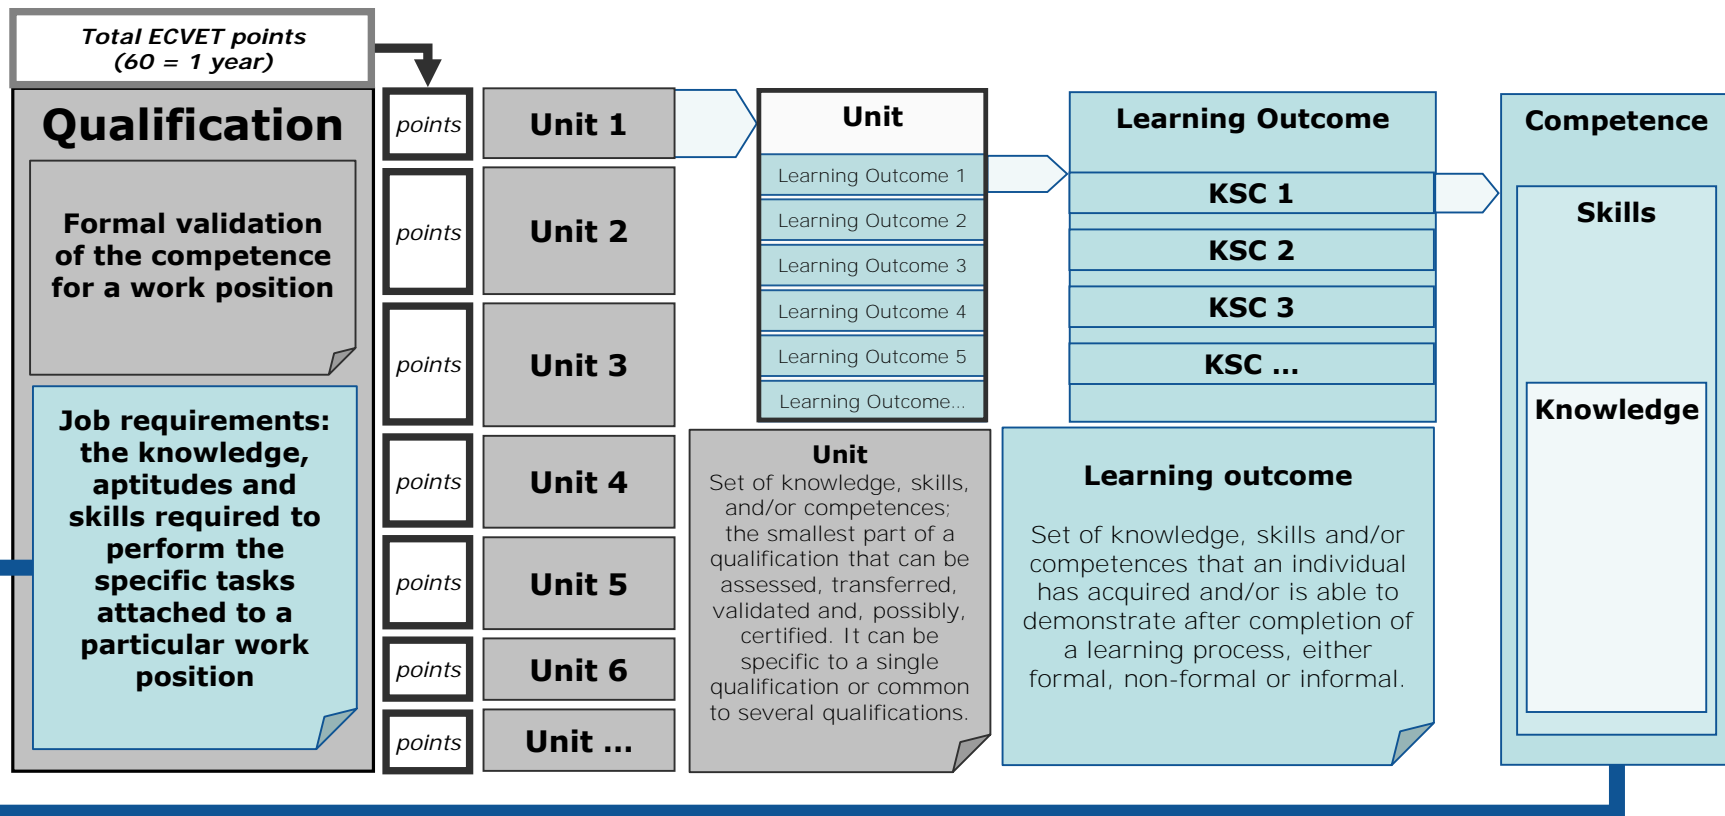 Total ECVET points
(60 = 1 year)
Qualification
Formal validation
of the competence
for a work position
Job requirements:
the knowledge,
aptitudes and
skills required to
perform the
specific tasks
attached to a
particular work
position
points
Unit 1
points
Unit 2
points
Unit 3
points
Unit 4
points
Unit 5
points
Unit 6
points
Unit ...
Unit
Learning Outcome 1
Learning Outcome 2
Learning Outcome 3
Learning Outcome 4
Learning Outcome 5
Learning Outcome...
Unit
Set of knowledge, skills,
and/or competences;
the smallest part of a
qualification that can be
assessed, transferred,
validated and, possibly,
certified. It can be
specific to a single
qualification or common
to several qualifications.
Learning Outcome
KSC 1
KSC 2
KSC 3
KSC ...
Learning outcome
Set of knowledge, skills and/or
competences that an individual
has acquired and/or is able to
demonstrate after completion of
a learning process, either
formal, non-formal or informal.
Competence
Skills
Knowledge